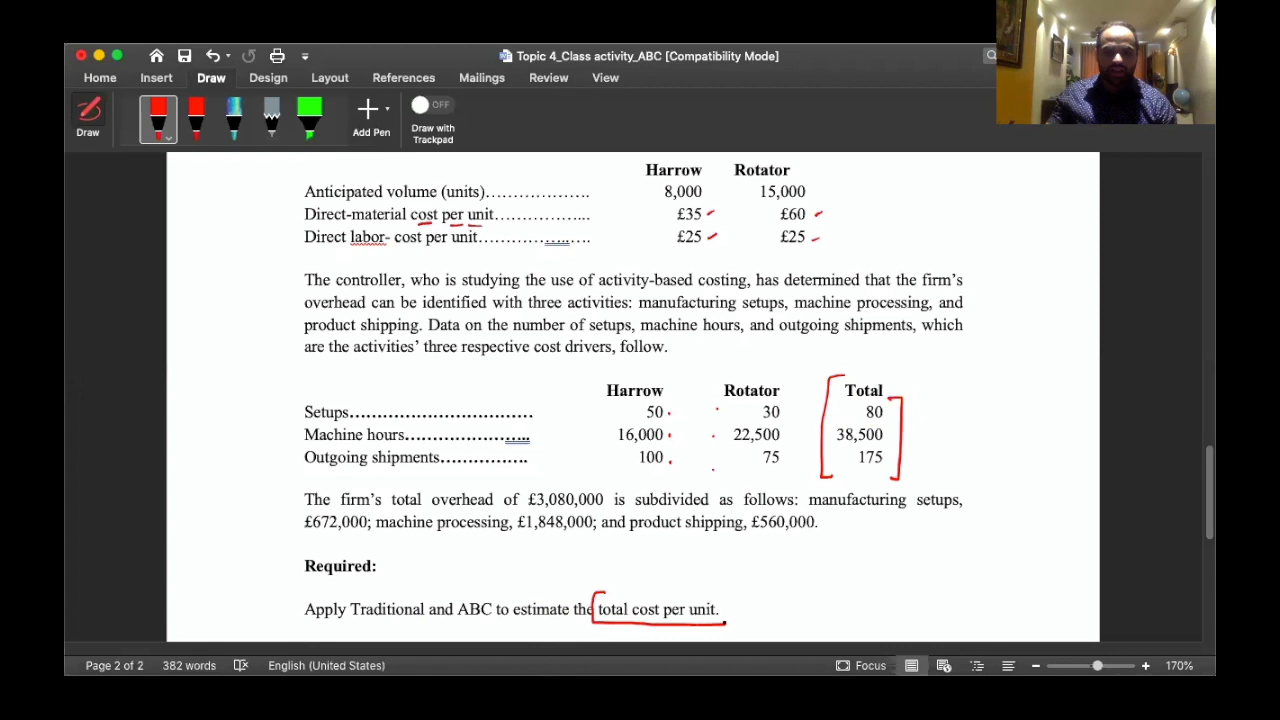 Topic 4_Class activity_ABC [Compatibility Mode]
Home Insert Draw Design Layout References Mailings Review View
Draw
Add Pen
OFF
Draw with
Trackpad
Harrow Rotator
Anticipated volume (units)………………. 8,000 15,000
Direct-material cost per unit……………... £35 £60
Direct labor- cost per unit………………….. £25 £25
The controller, who is studying the use of activity-based costing, has determined that the firm’s
overhead can be identified with three activities: manufacturing setups, machine processing, and
product shipping. Data on the number of setups, machine hours, and outgoing shipments, which
are the activities’ three respective cost drivers, follow.
Harrow Rotator Total
Setups……………………………… 50 30 80
Machine hours…………………….. 16,000 22,500 38,500
Outgoing shipments………………. 100 75 175
The firm’s total overhead of £3,080,000 is subdivided as follows: manufacturing setups,
£672,000; machine processing, £1,848,000; and product shipping, £560,000.
Required:
Apply Traditional and ABC to estimate the total cost per unit.
Page 2 of 2 382 words English (United States) Focus 170%